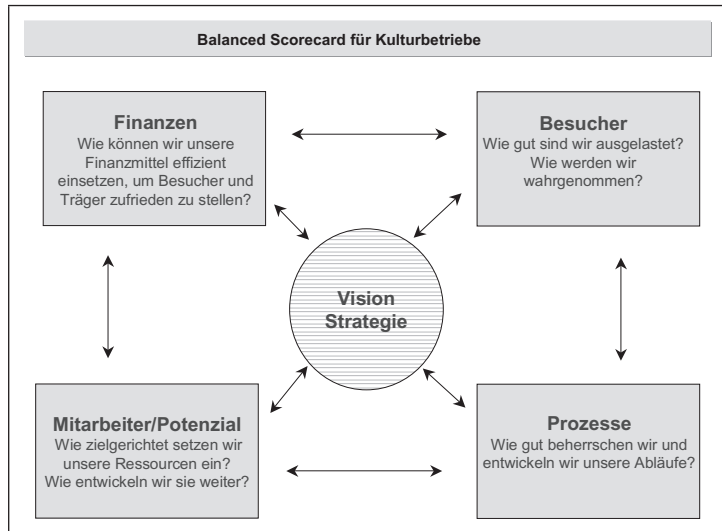 Balanced Scorecard für Kulturbetriebe
Finanzen
Wie können wir unsere
Finanzmittel effizient
einsetzen, um Besucher und
Träger zufrieden zu stellen?
Besucher
Wie gut sind wir ausgelastet?
Wie werden wir
wahrgenommen?
Vision
Strategie
Mitarbeiter/Potenzial
Wie zielgerichtet setzen wir
unsere Ressourcen ein?
Wie entwickeln wir sie weiter?
Prozesse
Wie gut beherrschen wir und
entwickeln wir unsere Abläufe?